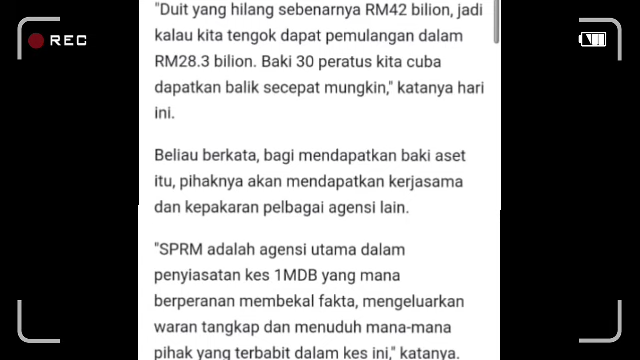 REC
"Duit yang hilang sebenarnya RM42 bilion, jadi
kalau kita tengok dapat pemulangan dalam
RM28.3 bilion. Baki 30 peratus kita cuba
dapatkan balik secepat mungkin," katanya hari
ini.
Beliau berkata, bagi mendapatkan baki aset
itu, pihaknya akan mendapatkan kerjasama
dan kepakaran pelbagai agensi lain.
"SPRM adalah agensi utama dalam
penyiasatan kes 1MDB yang mana
berperanan membekal fakta, mengeluarkan
waran tangkap dan menuduh mana-mana
pihak yang terbabit dalam kes ini," katanya.